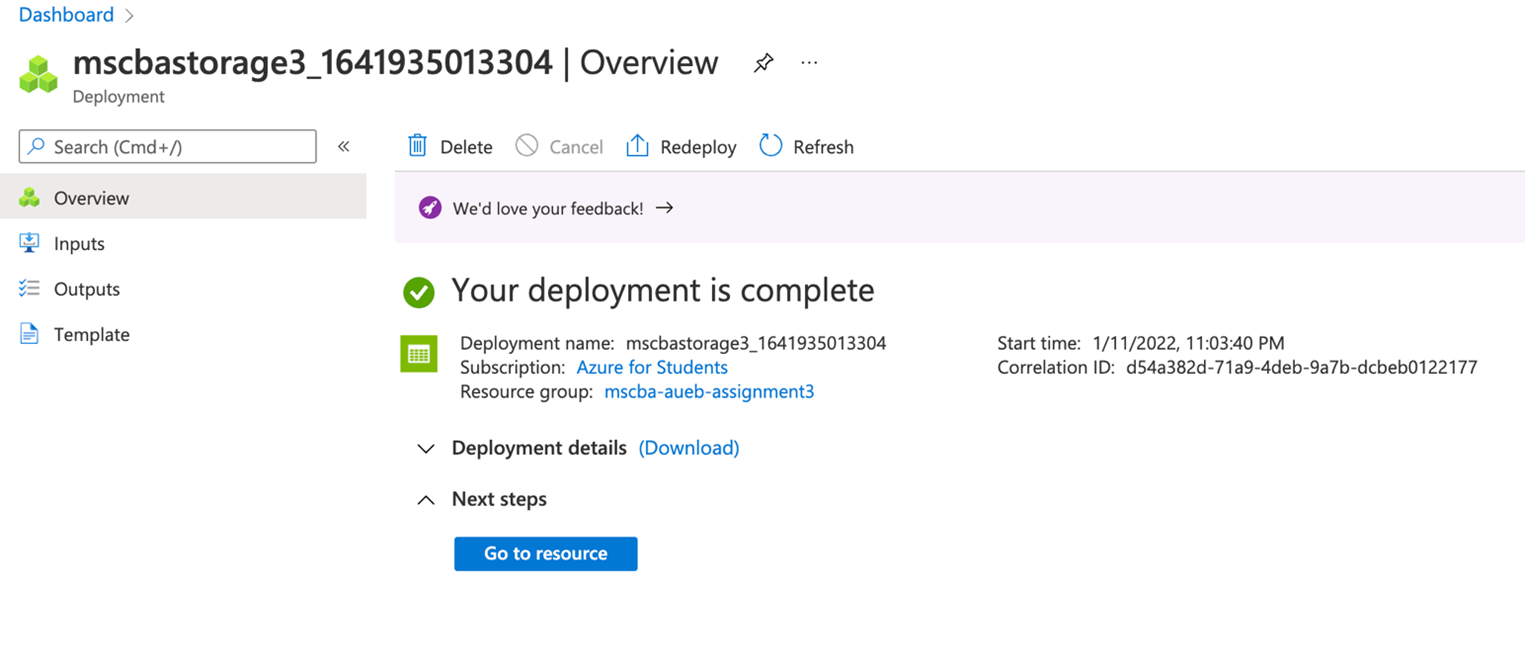 Dashboard >
mscbastorage3_1641935013304 | Overview ...
Deployment
Search (Cmd+/) «
Delete Cancel Redeploy Refresh
We'd love your feedback! →
Overview
Inputs
Outputs
Template
Your deployment is complete
Deployment name: mscbastorage3_1641935013304
Subscription: Azure for Students
Resource group: mscba-aueb-assignment3
Start time: 1/11/2022, 11:03:40 PM
Correlation ID: d54a382d-71a9-4deb-9a7b-dcbeb0122177
Deployment details (Download)
Next steps
Go to resource